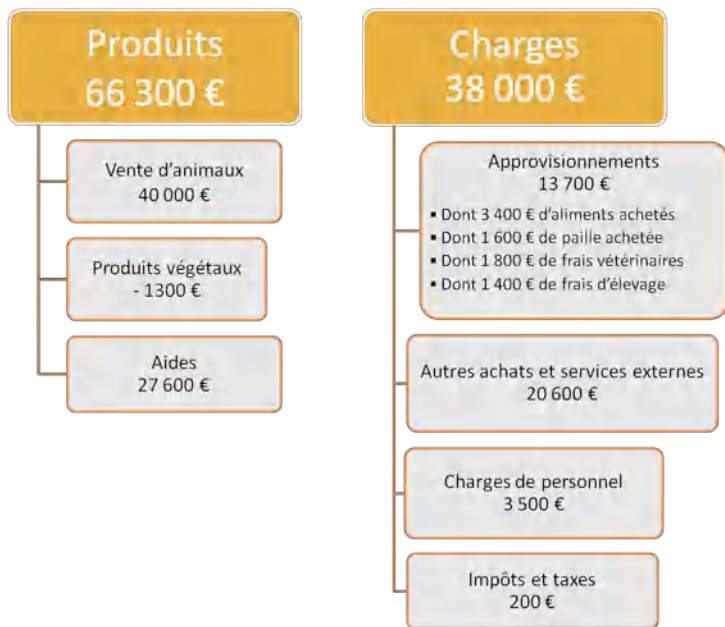 Produits
66 300 €
Vente d'animaux
40 000 €
Produits végétaux
- 1300 €
Aides
27 600 €
Charges
38 000 €
Approvisionnements
13 700 €
▪ Dont 3 400 € d'aliments achetés
▪ Dont 1 600 € de paille achetée
▪ Dont 1 800 € de frais vétérinaires
▪ Dont 1 400 € de frais d'élevage
Autres achats et services externes
20 600 €
Charges de personnel
3 500 €
Impôts et taxes
200 €